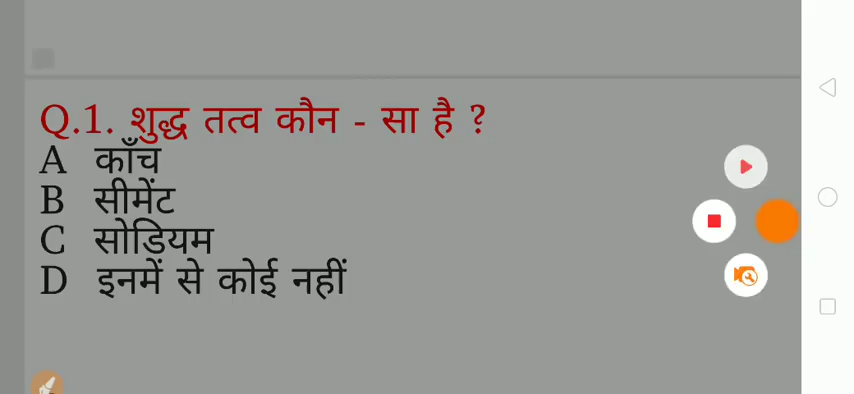 Q.1. शुद्ध तत्व कौन - सा है ?
A काँच
B सीमेंट
C सोडियम
D इनमें से कोई नहीं